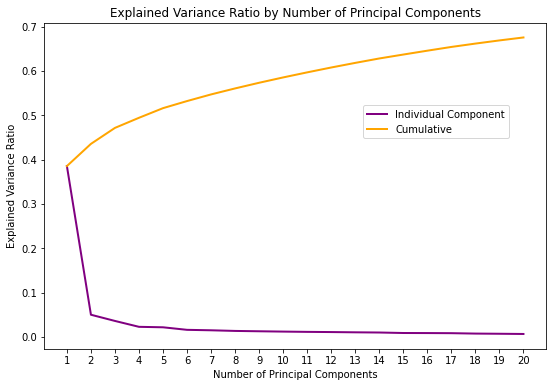 Explained Variance Ratio by Number of Principal Components
Explained Variance Ratio
0.7
0.6
0.5
0.4
0.3
0.2
0.1
0.0
Individual Component
Cumulative
1 2 3 4 5 6 7 8 9 10 11 12 13 14 15 16 17 18 19 20
Number of Principal Components